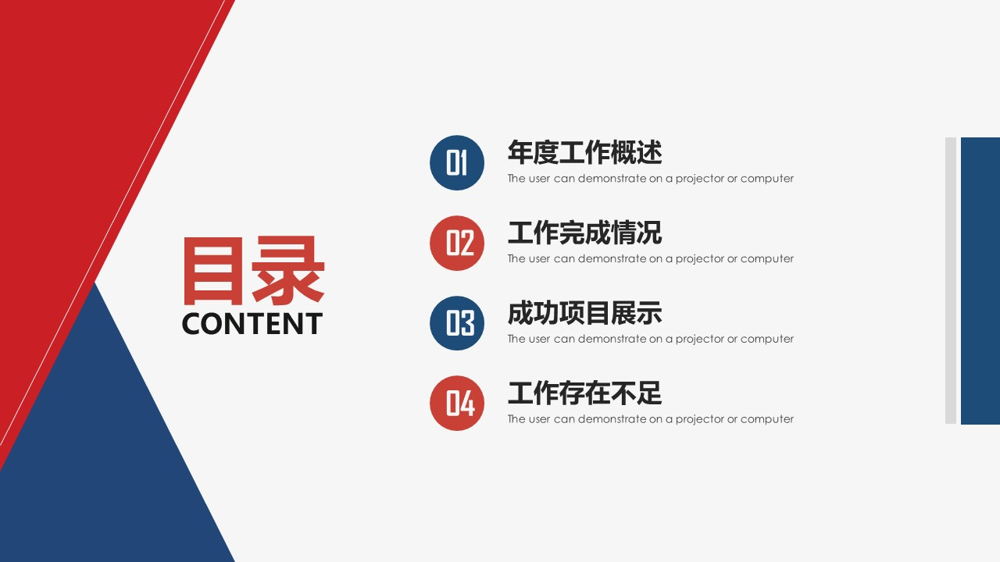 目录
CONTENT
01
年度工作概述
The user can demonstrate on a projector or computer
02
工作完成情况
The user can demonstrate on a projector or computer
03
成功项目展示
The user can demonstrate on a projector or computer
04
工作存在不足
The user can demonstrate on a projector or computer